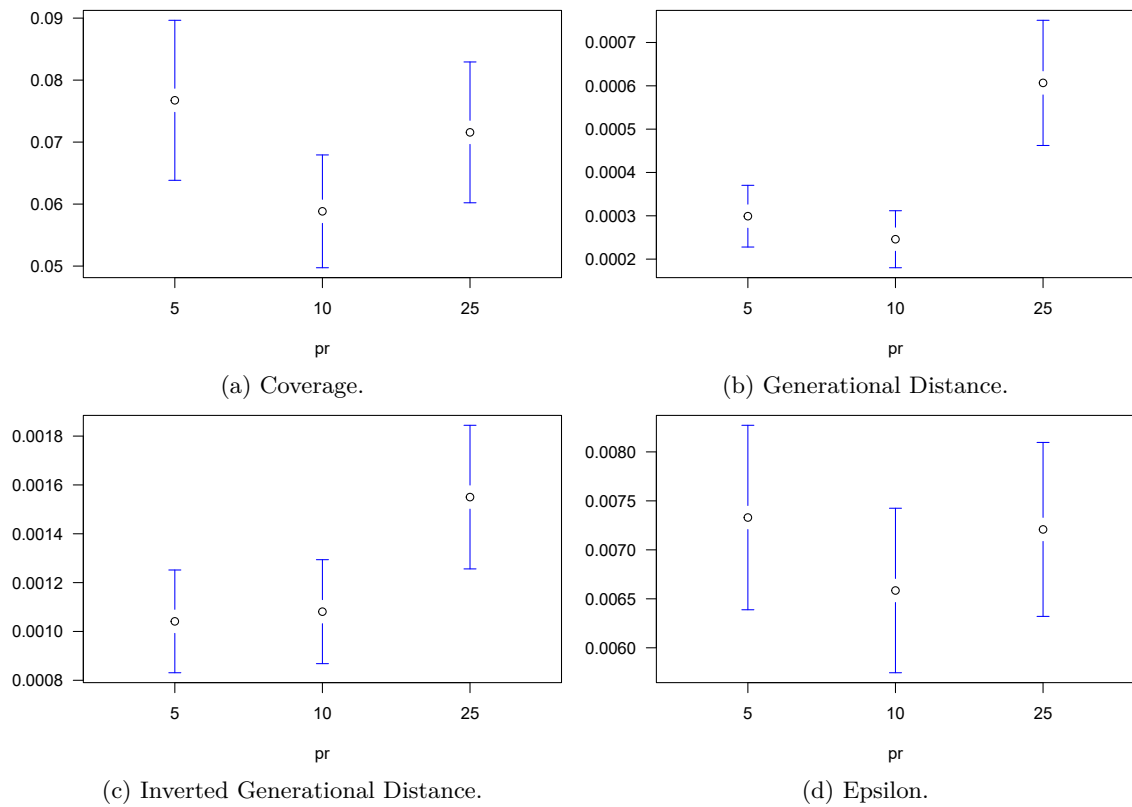 0.09
0.08
0.07
0.06
0.05
5 10 25
pr
(a) Coverage.
0.0007
0.0006
0.0005
0.0004
0.0003
0.0002
5 10 25
pr
(b) Generational Distance.
0.0018
0.0016
0.0014
0.0012
0.0010
0.0008
5 10 25
pr
(c) Inverted Generational Distance.
0.0080
0.0075
0.0070
0.0065
0.0060
5 10 25
pr
(d) Epsilon.